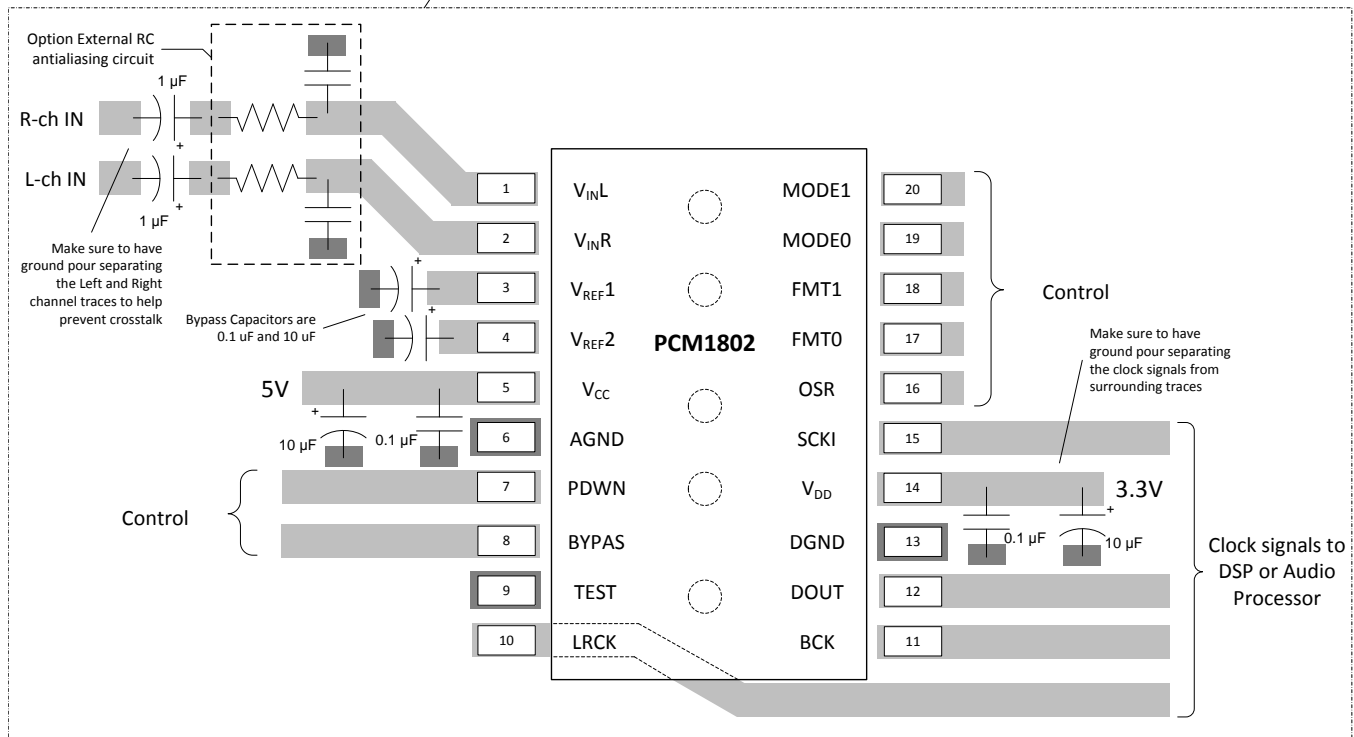 Option External RC
antialiasing circuit
1 µF
R-ch IN
+
L-ch IN
+
1 µF
Make sure to have
ground pour separating
the Left and Right
channel traces to help
prevent crosstalk
Bypass Capacitors are
0.1 uF and 10 uF
+
+
5V
+
10 µF
0.1 µF
Control
1
2
3
4
5
6
7
8
9
10
VINL
VINR
VREF1
VREF2
VCC
AGND
PDWN
BYPAS
TEST
LRCK
PCM1802
MODE1
MODE0
FMT1
FMT0
OSR
SCKI
VDD
DGND
DOUT
BCK
20
19
18
17
16
15
14
13
12
11
Control
Make sure to have
ground pour separating
the clock signals from
surrounding traces
3.3V
+
0.1 µF
10 µF
Clock signals to
DSP or Audio
Processor